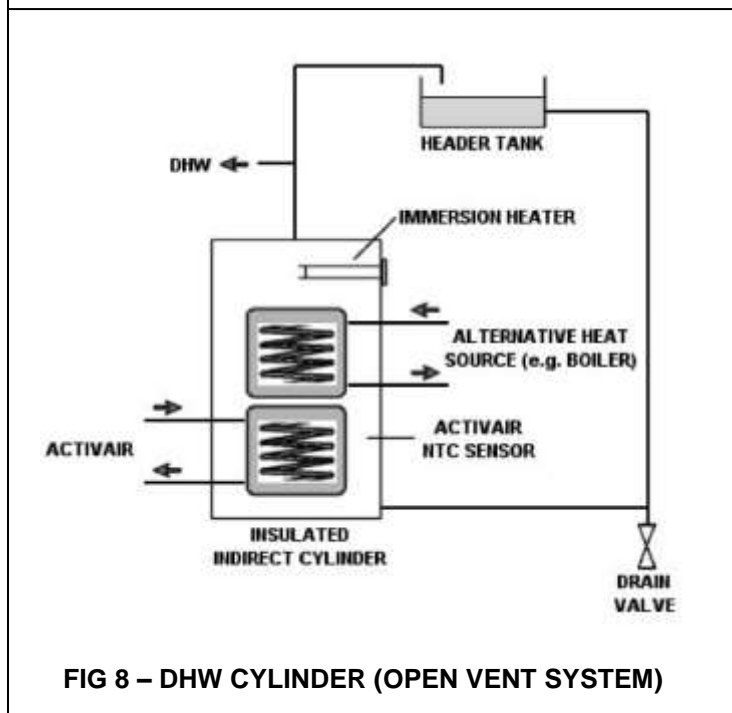 HEADER TANK
DHW
IMMERSION HEATER
ALTERNATIVE HEAT
SOURCE (e.g. BOILER)
ACTIVAIR
ACTIVAIR
NTC SENSOR
INSULATED
INDIRECT CYLINDER
DRAIN
VALVE
FIG 8 – DHW CYLINDER (OPEN VENT SYSTEM)